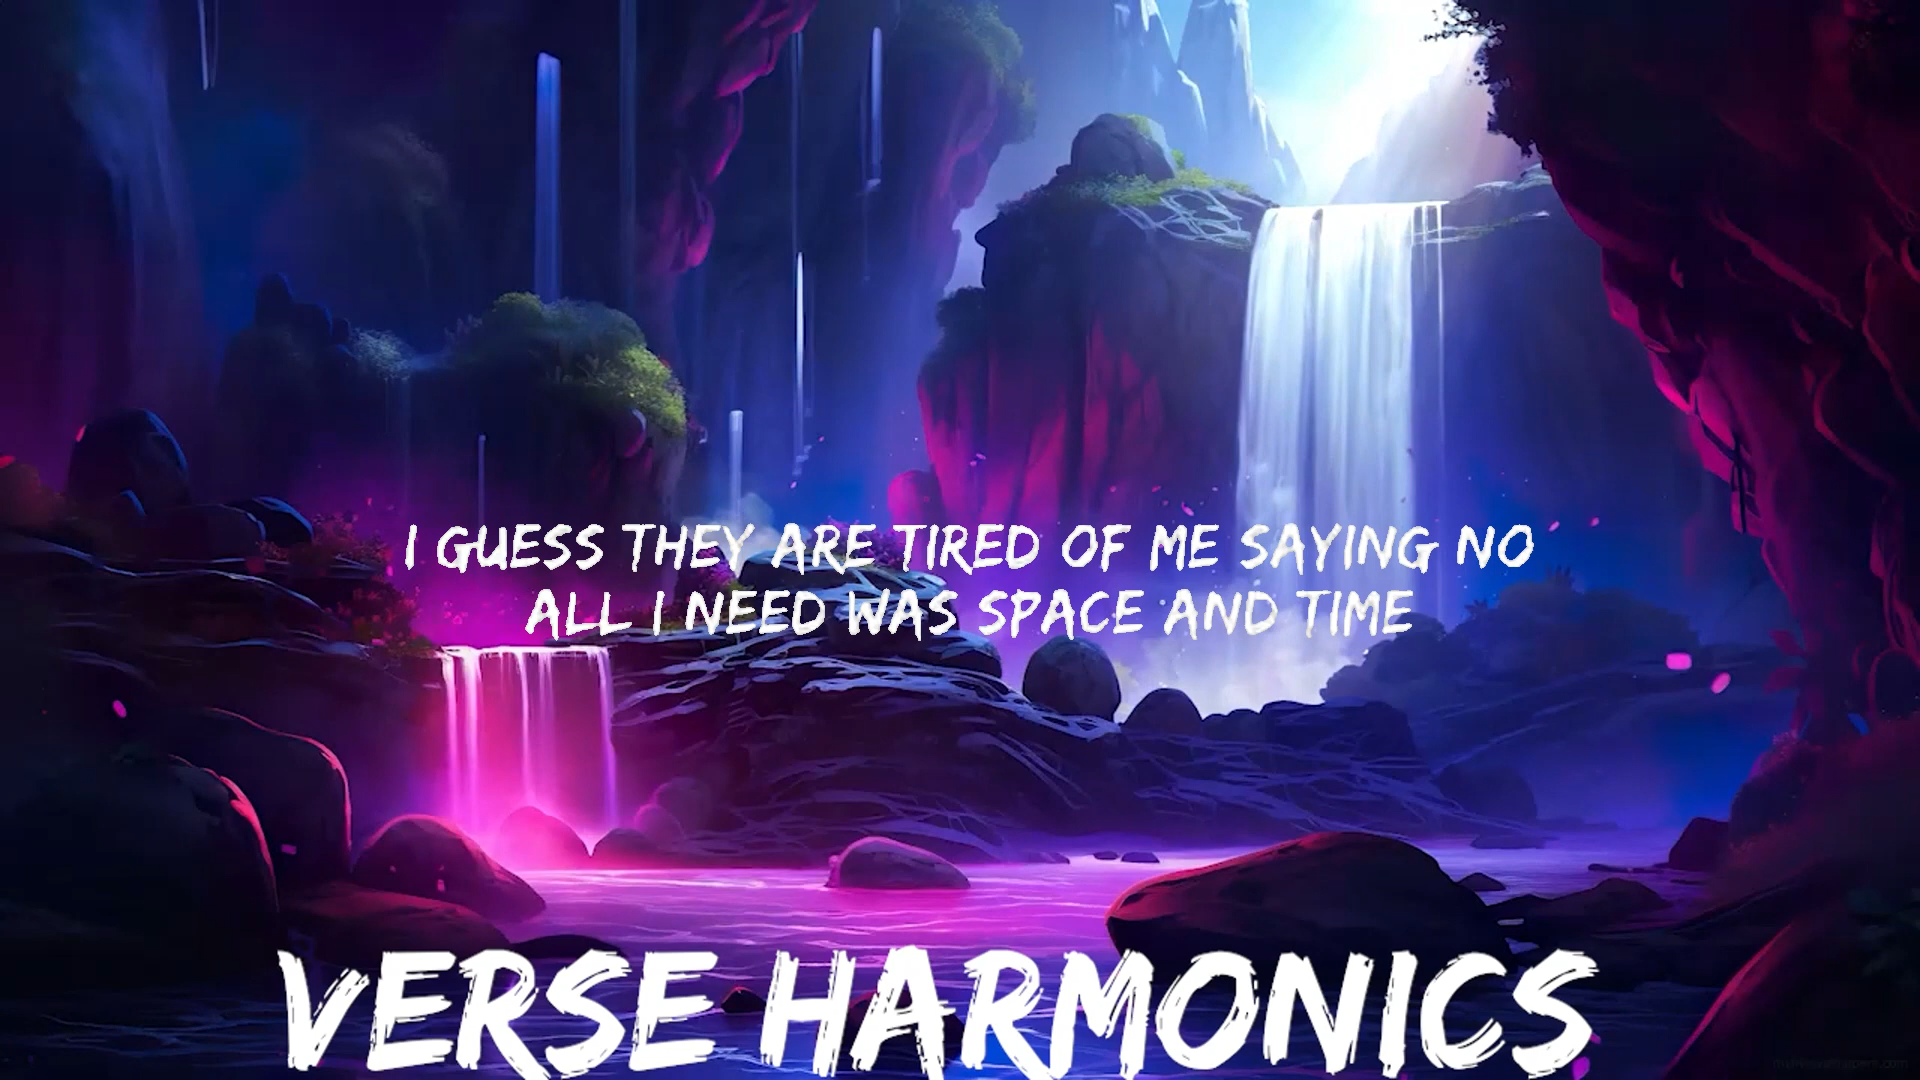 I GUESS THEY ARE TIRED OF ME SAYING NO
ALL I NEED WAS SPACE AND TIME
VERSE HARMONICS